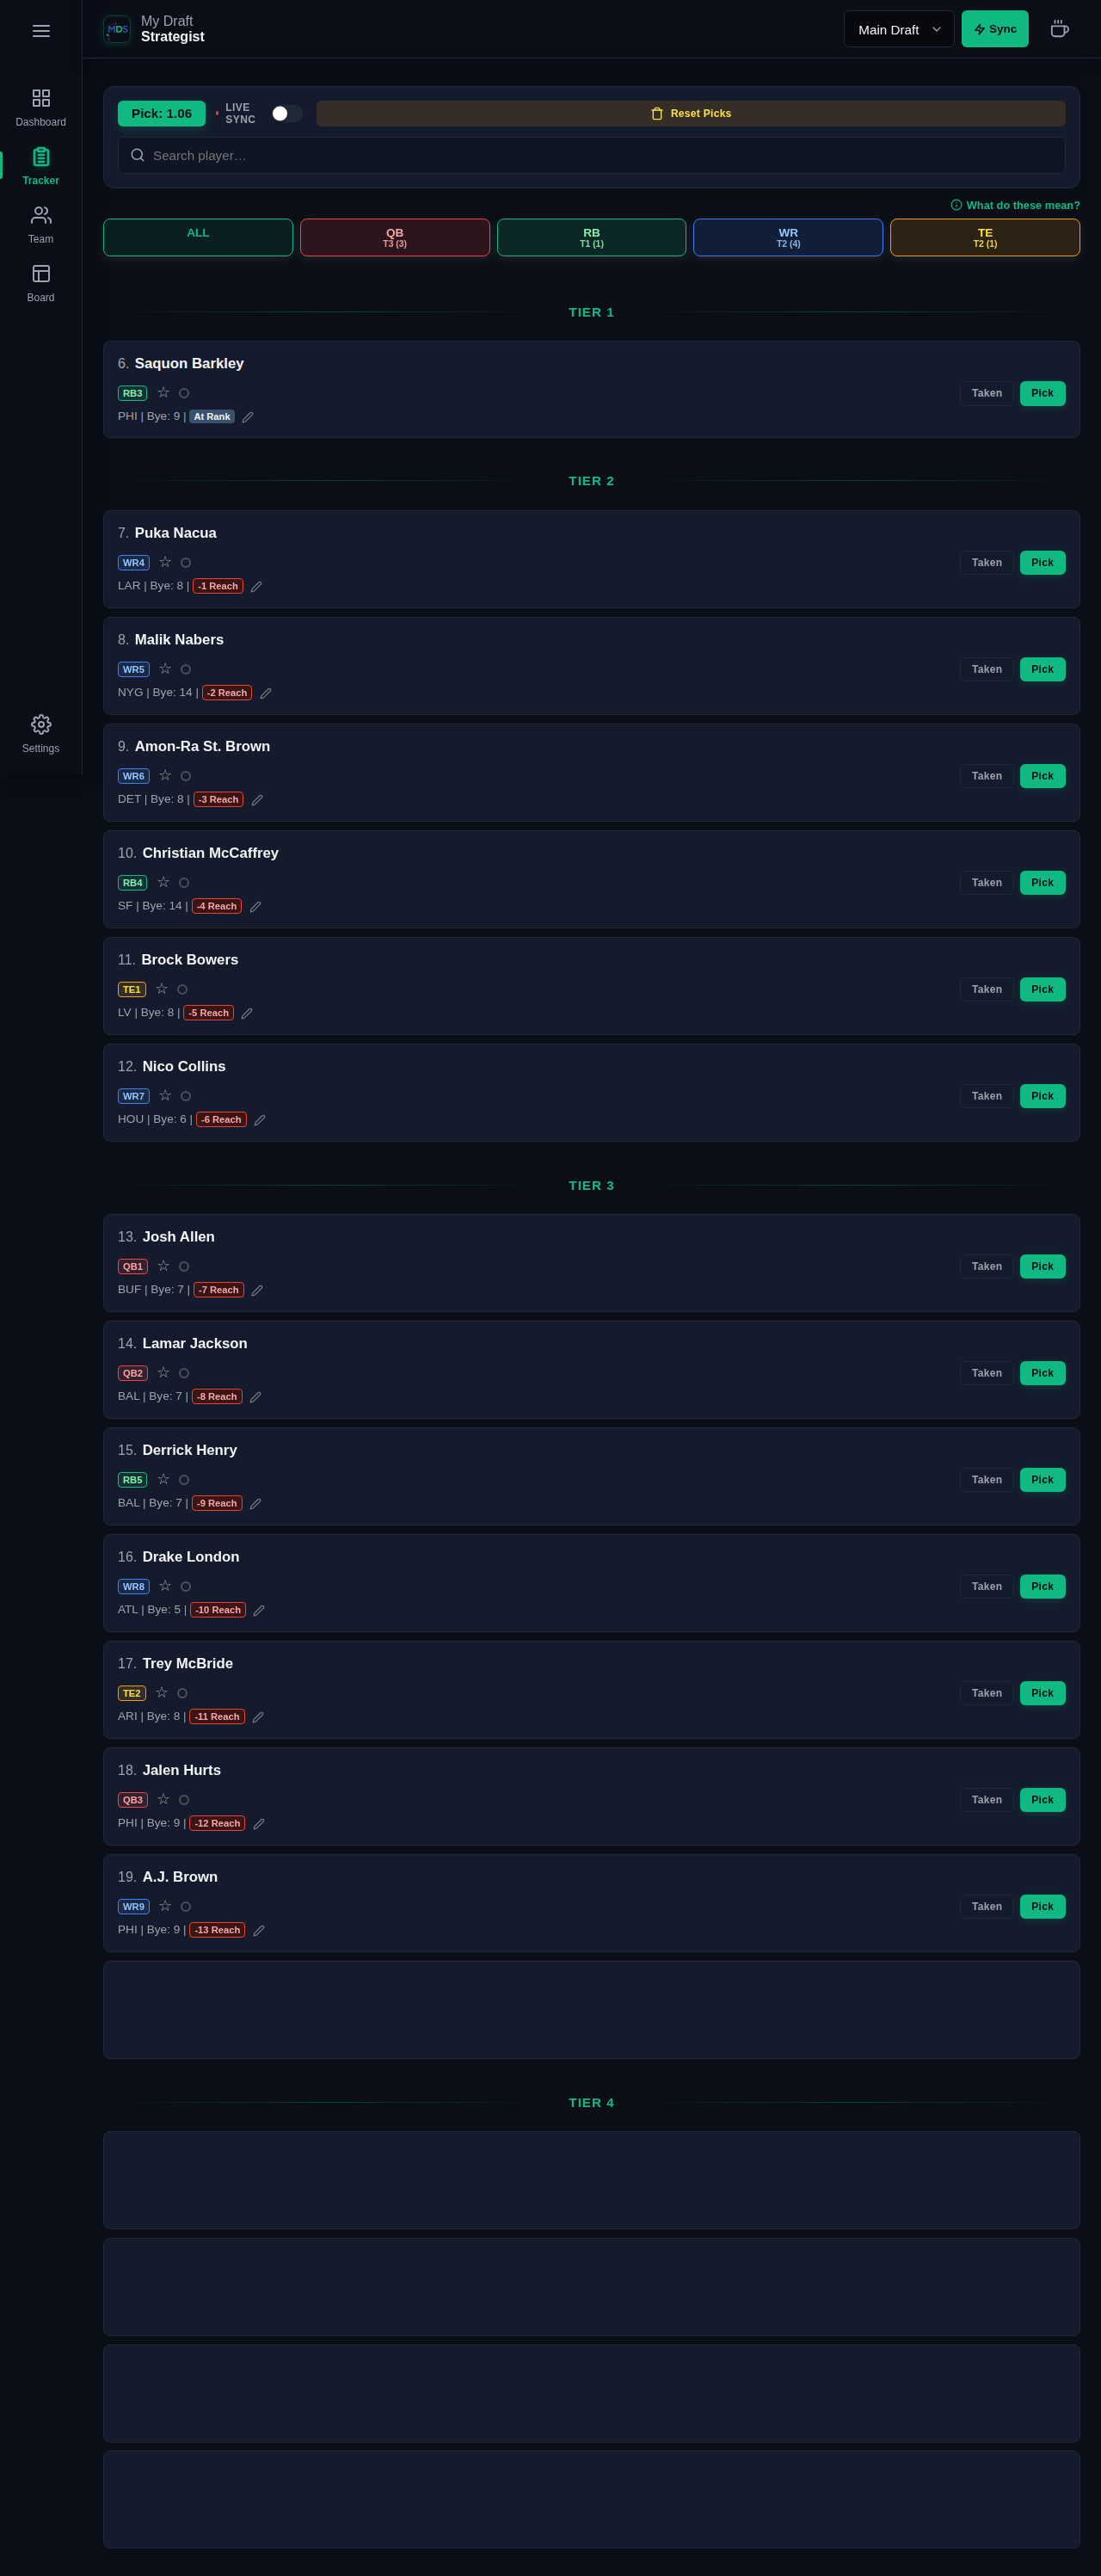 My Draft
Strategist
MDS
Main Draft
Sync
Dashboard
Tracker
Team
Board
Settings
Pick: 1.06
LIVE
SYNC
Reset Picks
Search player…
What do these mean?
ALL
QB
T3 (3)
RB
T1 (1)
WR
T2 (4)
TE
T2 (1)
TIER 1
6. Saquon Barkley
RB3
PHI | Bye: 9 | At Rank
Taken Pick
TIER 2
7. Puka Nacua
WR4
LAR | Bye: 8 | -1 Reach
Taken Pick
8. Malik Nabers
WR5
NYG | Bye: 14 | -2 Reach
Taken Pick
9. Amon-Ra St. Brown
WR6
DET | Bye: 8 | -3 Reach
Taken Pick
10. Christian McCaffrey
RB4
SF | Bye: 14 | -4 Reach
Taken Pick
11. Brock Bowers
TE1
LV | Bye: 8 | -5 Reach
Taken Pick
12. Nico Collins
WR7
HOU | Bye: 6 | -6 Reach
Taken Pick
TIER 3
13. Josh Allen
QB1
BUF | Bye: 7 | -7 Reach
Taken Pick
14. Lamar Jackson
QB2
BAL | Bye: 7 | -8 Reach
Taken Pick
15. Derrick Henry
RB5
BAL | Bye: 7 | -9 Reach
Taken Pick
16. Drake London
WR8
ATL | Bye: 5 | -10 Reach
Taken Pick
17. Trey McBride
TE2
ARI | Bye: 8 | -11 Reach
Taken Pick
18. Jalen Hurts
QB3
PHI | Bye: 9 | -12 Reach
Taken Pick
19. A.J. Brown
WR9
PHI | Bye: 9 | -13 Reach
Taken Pick
TIER 4